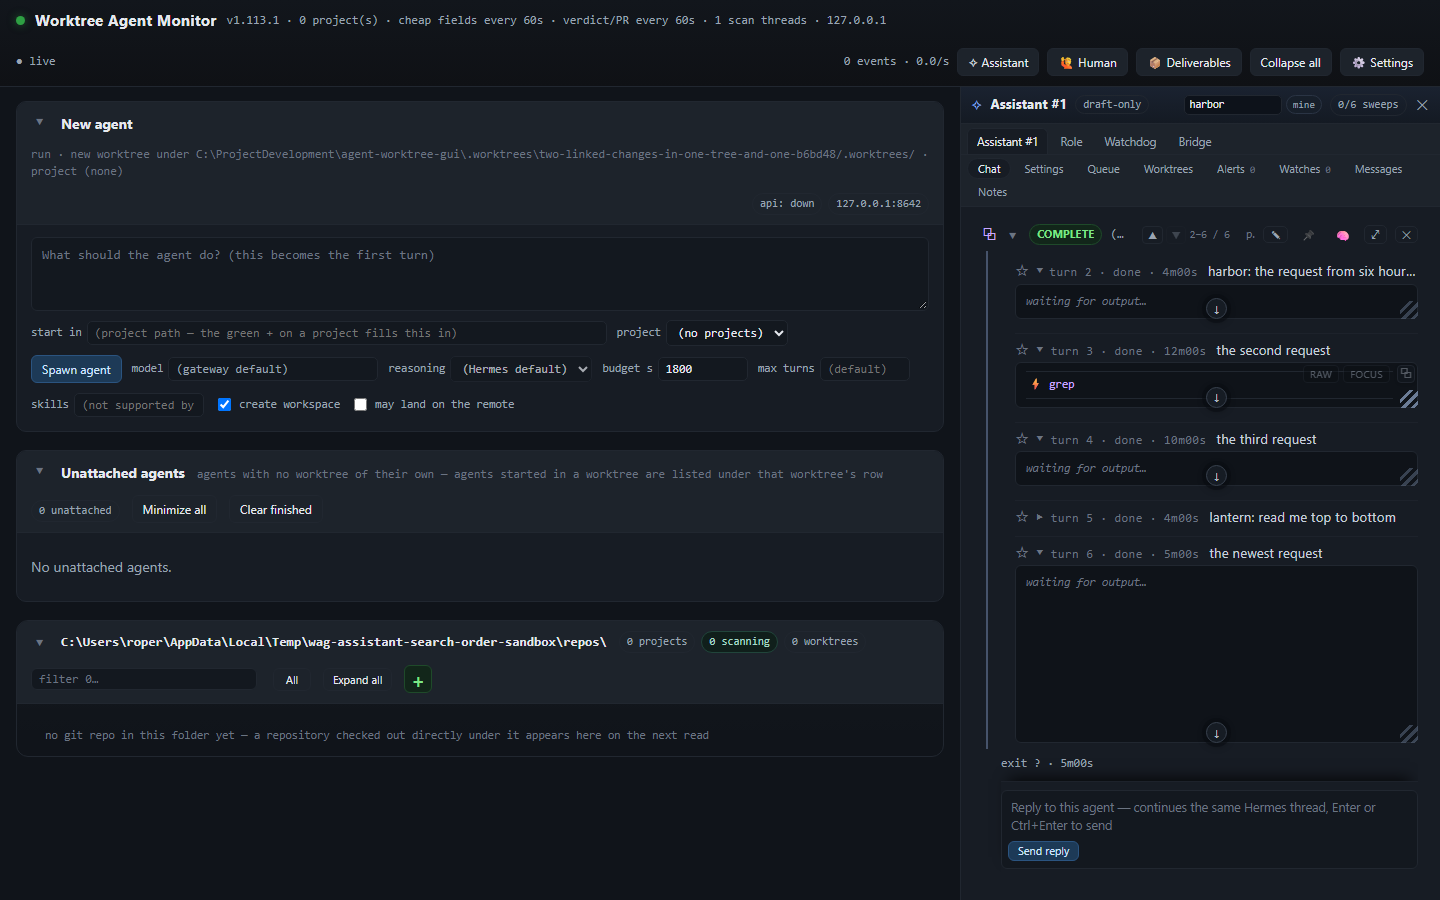 Worktree Agent Monitor v1.113.1 · 0 project(s) · cheap fields every 60s · verdict/PR every 60s · 1 scan threads · 127.0.0.1
live
0 events · 0.0/s
Assistant
Human
Deliverables
Collapse all
Settings
New agent
run · new worktree under C:\ProjectDevelopment\agent-worktree-gui\.worktrees\two-linked-changes-in-one-tree-and-one-b6bd48/.worktrees/ ·
project (none)
api: down 127.0.0.1:8642
What should the agent do? (this becomes the first turn)
start in (project path — the green + on a project fills this in) project (no projects)
Spawn agent model (gateway default) reasoning (Hermes default) budget s 1800 max turns (default)
skills (not supported by create workspace may land on the remote
Unattached agents agents with no worktree of their own — agents started in a worktree are listed under that worktree's row
0 unattached Minimize all Clear finished
No unattached agents.
C:\Users\roper\AppData\Local\Temp\wag-assistant-search-order-sandbox\repos\ 0 projects 0 scanning 0 worktrees
filter 0… All Expand all +
no git repo in this folder yet — a repository checked out directly under it appears here on the next read
Assistant #1 draft-only harbor mine 0/6 sweeps
Assistant #1 Role Watchdog Bridge
Chat Settings Queue Worktrees Alerts 0 Watches 0 Messages
Notes
COMPLETE (… 2–6 / 6 p.
turn 2 · done · 4m00s harbor: the request from six hour…
waiting for output…
turn 3 · done · 12m00s the second request
grep RAW FOCUS
turn 4 · done · 10m00s the third request
waiting for output…
turn 5 · done · 4m00s lantern: read me top to bottom
turn 6 · done · 5m00s the newest request
waiting for output…
exit ? · 5m00s
Reply to this agent — continues the same Hermes thread, Enter or
Ctrl+Enter to send
Send reply